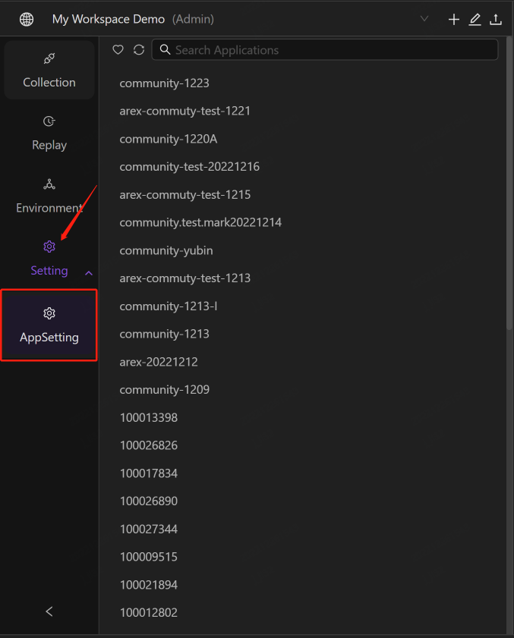 My Workspace Demo (Admin)
Search Applications
Collection
Replay
Environment
Setting
AppSetting
community-1223
arex-commuty-test-1221
community-1220A
community-test-20221216
arex-commuty-test-1215
community.test.mark20221214
community-yubin
arex-commuty-test-1213
community-1213-I
community-1213
arex-20221212
community-1209
100013398
100026826
100017834
100026890
100027344
100009515
100021894
100012802